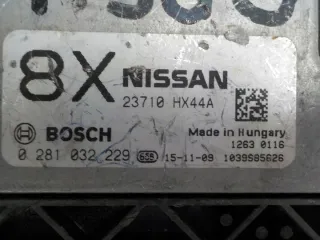 8X NISSAN
23710 HX44A
BOSCH Made in Hungary
1263 0116
0 281 032 229 15-11-09 1039S85626